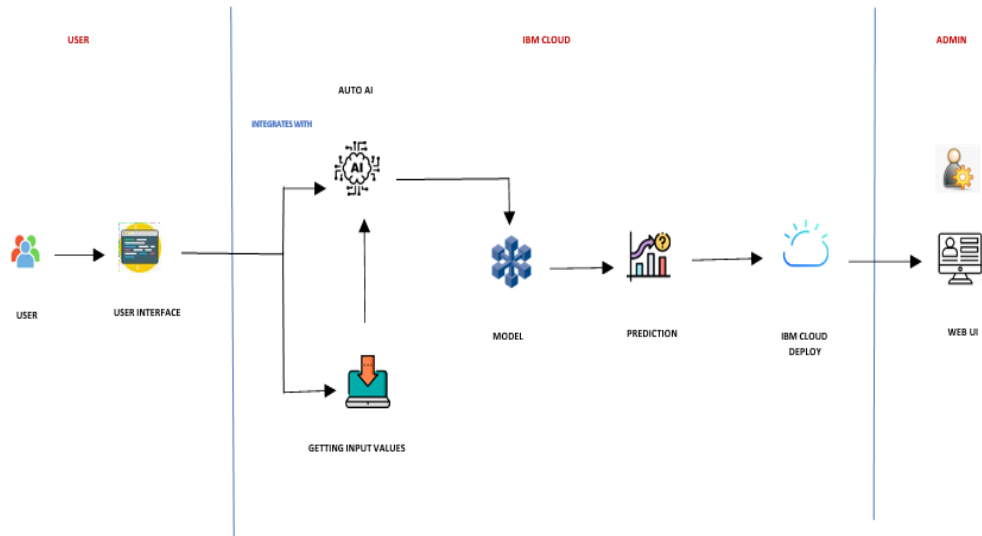 USER
IBM CLOUD
ADMIN
AUTO AI
INTEGRATES WITH
AI
?
USER
USER INTERFACE
MODEL
PREDICTION
IBM CLOUD
DEPLOY
WEB UI
GETTING INPUT VALUES